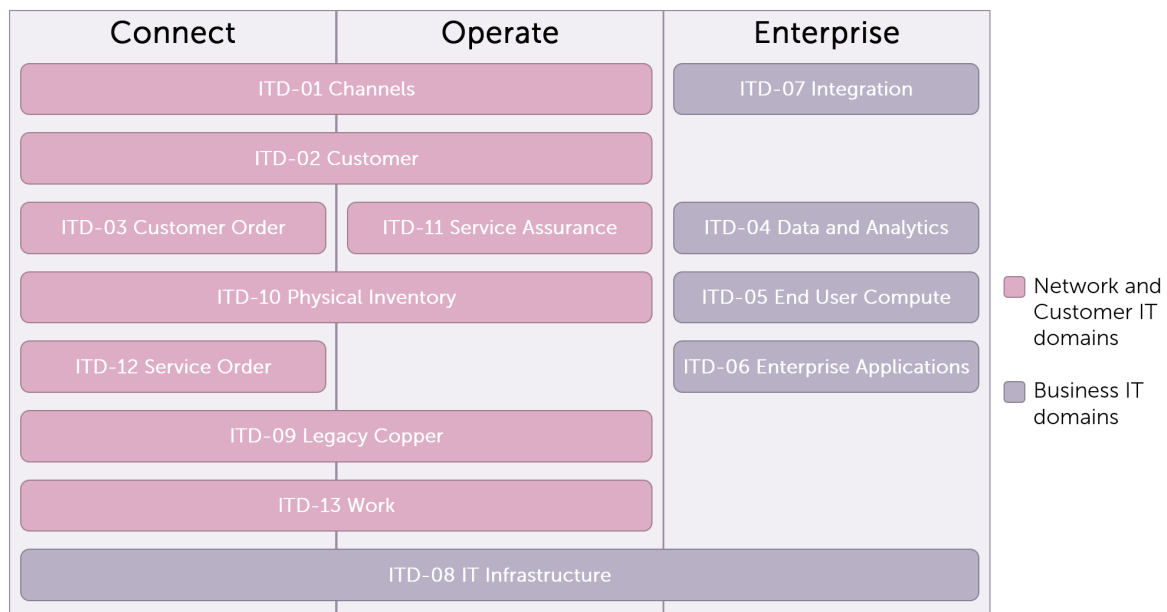 Connect
Operate
Enterprise
ITD-01 Channels
ITD-07 Integration
ITD-02 Customer
ITD-03 Customer Order
ITD-11 Service Assurance
ITD-04 Data and Analytics
ITD-10 Physical Inventory
ITD-05 End User Compute
ITD-12 Service Order
ITD-06 Enterprise Applications
ITD-09 Legacy Copper
ITD-13 Work
ITD-08 IT Infrastructure
Network and
Customer IT
domains
Business IT
domains